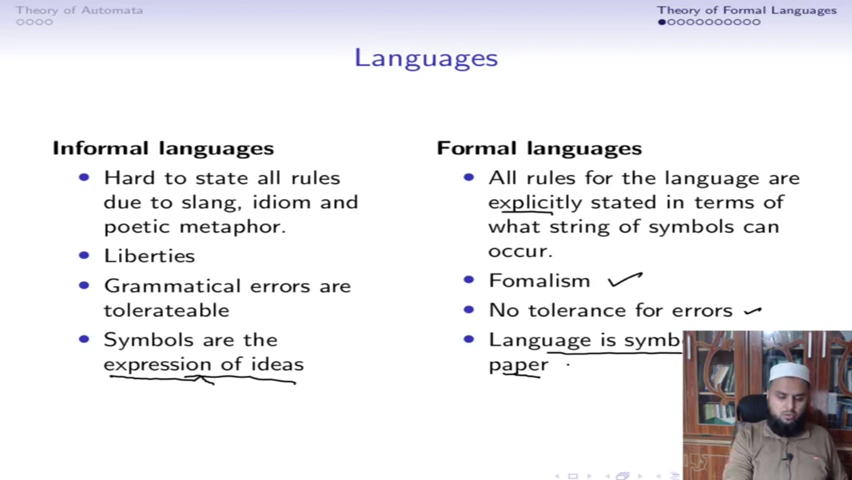 Theory of Automata
Theory of Formal Languages
Languages
Informal languages
Hard to state all rules
due to slang, idiom and
poetic metaphor.
Liberties
Grammatical errors are
tolerateable
Symbols are the
expression of ideas
Formal languages
All rules for the language are
explicitly stated in terms of
what string of symbols can
occur.
Fomalism
No tolerance for errors
Language is
paper